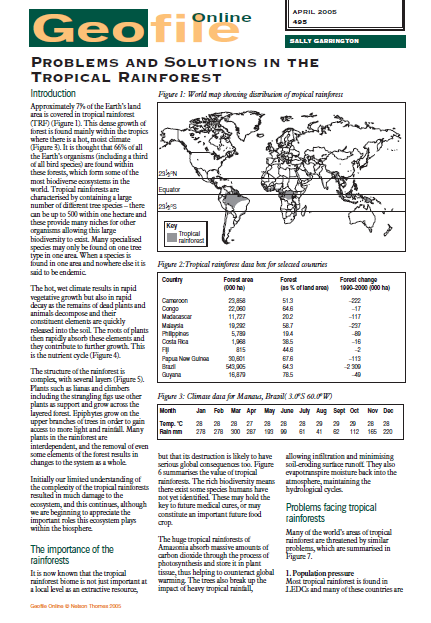 Geofile Online
APRIL 2005
495
SALLY GARRINGTON
PROBLEMS AND SOLUTIONS IN THE
TROPICAL RAINFOREST
Introduction
Approximately 7% of the Earth's land
area is covered in tropical rainforest
(TRF) (Figure 1). This dense growth of
forest is found mainly within the tropics
where there is a hot, moist climate
(Figure 3). It is thought that 66% of all
the Earth's organisms (including a third
of all bird species) are found within
these forests, which form some of the
most biodiverse ecosystems in the
world. Tropical rainforests are
characterised by containing a large
number of different tree species – there
can be up to 500 within one hectare and
these provide many niches for other
organisms allowing this large
biodiversity to exist. Many specialised
species may only be found on one tree
type in one area. When a species is
found in one area and nowhere else it is
said to be endemic.
The hot, wet climate results in rapid
vegetative growth but also in rapid
decay as the remains of dead plants and
animals decompose and their
constituent elements are quickly
released into the soil. The roots of plants
then rapidly absorb these elements and
they contribute to further growth. This
is the nutrient cycle (Figure 4).
The structure of the rainforest is
complex, with several layers (Figure 5).
Plants such as lianas and climbers
including the strangling figs use other
plants as support and grow across the
layered forest. Epiphytes grow on the
upper branches of trees in order to gain
access to more light and rainfall. Many
plants in the rainforest are
interdependent, and the removal of even
some elements of the forest results in
changes to the system as a whole.
Initially our limited understanding of
the complexity of the tropical rainforests
resulted in much damage to the
ecosystem, and this continues, although
we are beginning to appreciate the
important roles this ecosystem plays
within the biosphere.
The importance of the
rainforests
It is now known that the tropical
rainforest biome is not just important at
a local level as an extractive resource,
Figure 1: World map showing distribution of tropical rainforest
23½°N
Equator
23½°S
Key
Tropical
rainforest
Figure 2: Tropical rainforest data box for selected countries
Country Forest area Forest Forest change
(000 ha) (as % of land area) 1990–2000 (000 ha)
Cameroon 23,858 51.3 –222
Congo 22,060 64.6 –17
Madagascar 11,727 20.2 –117
Malaysia 19,292 58.7 –237
Philippines 5,789 19.4 –89
Costa Rica 1,968 38.5 –16
Fiji 815 44.6 –2
Papua New Guinea 30,601 67.6 –113
Brazil 543,905 64.3 –2 309
Guyana 16,879 78.5 –49
Figure 3: Climate data for Manaus, Brazil (3.0°S 60.0°W)
Month Jan Feb Mar Apr May June July Aug Sept Oct Nov Dec
Temp. °C 28 28 28 27 28 28 28 29 29 29 28 28
Rain mm 278 278 300 287 193 99 61 41 62 112 165 220
but that its destruction is likely to have
serious global consequences too. Figure
6 summarises the value of tropical
rainforests. The rich biodiversity means
there exist some species humans have
not yet identified. These may hold the
key to future medical cures, or may
constitute an important future food
crop.
The huge tropical rainforests of
Amazonia absorb massive amounts of
carbon dioxide through the process of
photosynthesis and store it in plant
tissue, thus helping to counteract global
warming. The trees also break up the
impact of heavy tropical rainfall,
allowing infiltration and minimising
soil-eroding surface runoff. They also
evapotranspire moisture back into the
atmosphere, maintaining the
hydrological cycles.
Problems facing tropical
rainforests
Many of the world's areas of tropical
rainforest are threatened by similar
problems, which are summarised in
Figure 7.
1. Population pressure
Most tropical rainforest is found in
LEDCs and many of these countries are
Geofile Online © Nelson Thornes 2005